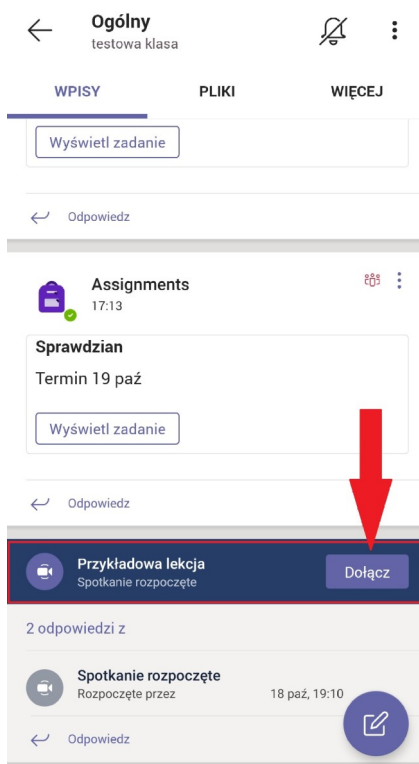 Ogólny
testowa klasa
WPISY PLIKI WIĘCEJ
Wyświetl zadanie
Odpowiedz
Assignments
17:13
Sprawdzian
Termin 19 paź
Wyświetl zadanie
Odpowiedz
Przykładowa lekcja
Spotkanie rozpoczęte
Dołącz
2 odpowiedzi z
Spotkanie rozpoczęte
Rozpoczęte przez 18 paź, 19:10
Odpowiedz